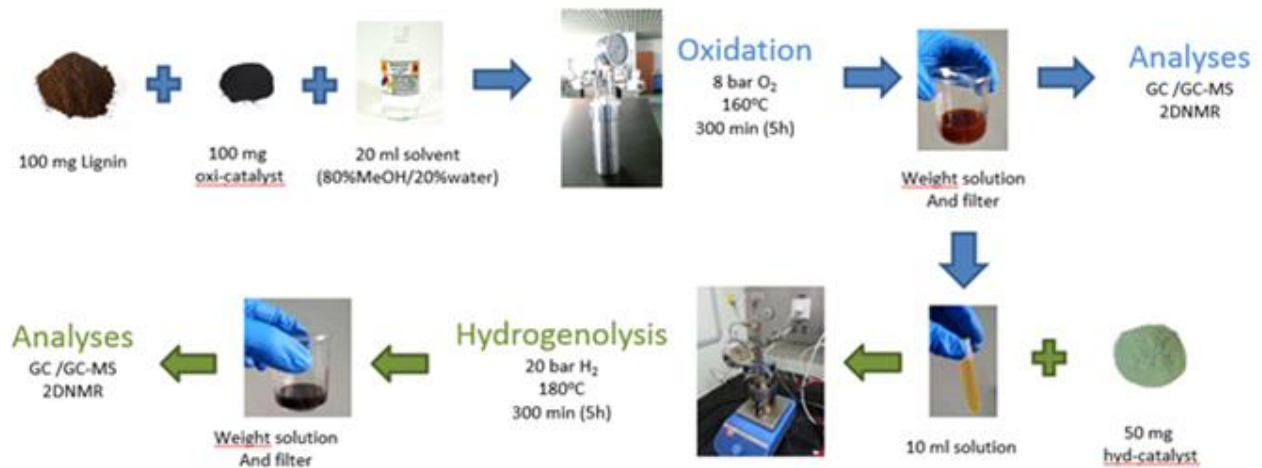 100 mg Lignin
100 mg
oxi-catalyst
20 ml solvent
(80%MeOH/20%water)
Oxidation
8 bar O₂
160ºC
300 min (5h)
Weight solution
And filter
Analyses
GC /GC-MS
2DNMR
10 ml solution
50 mg
hyd-catalyst
Hydrogenolysis
20 bar H₂
180ºC
300 min (5h)
Weight solution
And filter
Analyses
GC /GC-MS
2DNMR